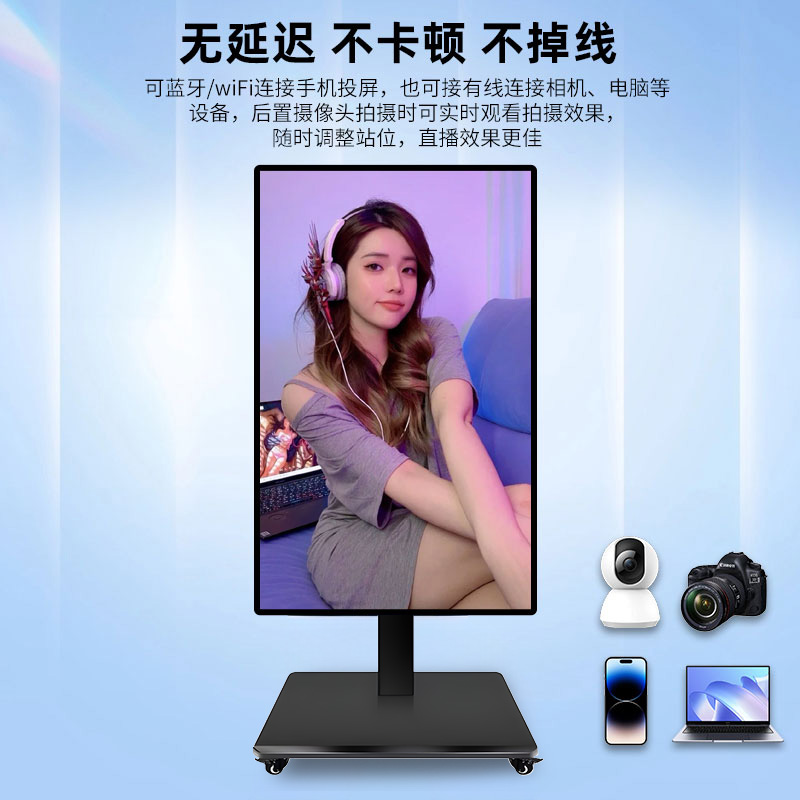 无延迟 不卡顿 不掉线
可蓝牙/wiFi连接手机投屏，也可接有线连接相机、电脑等
设备，后置摄像头拍摄时可实时观看拍摄效果，
随时调整站位，直播效果更佳